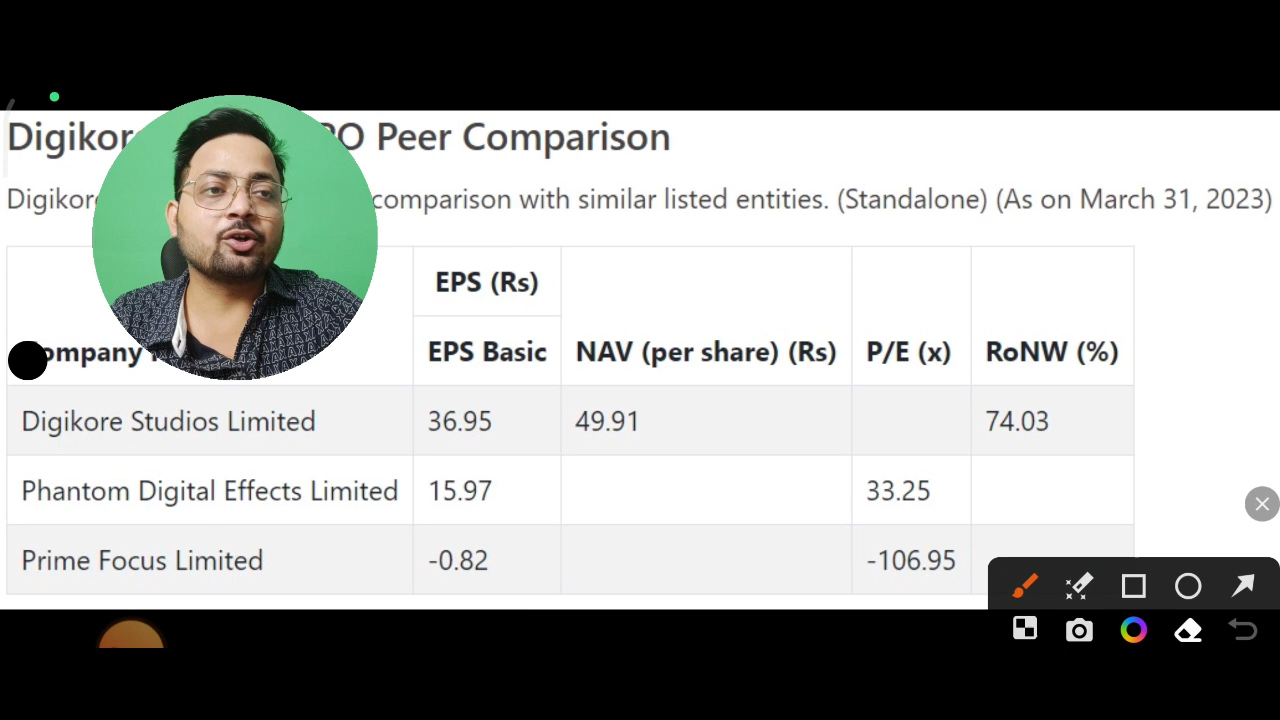 Digikor PO Peer Comparison
Digikor comparison with similar listed entities. (Standalone) (As on March 31, 2023)
EPS (Rs)
ompany EPS Basic NAV (per share) (Rs) P/E (x) RoNW (%)
Digikore Studios Limited 36.95 49.91 74.03
Phantom Digital Effects Limited 15.97 33.25
Prime Focus Limited -0.82 -106.95